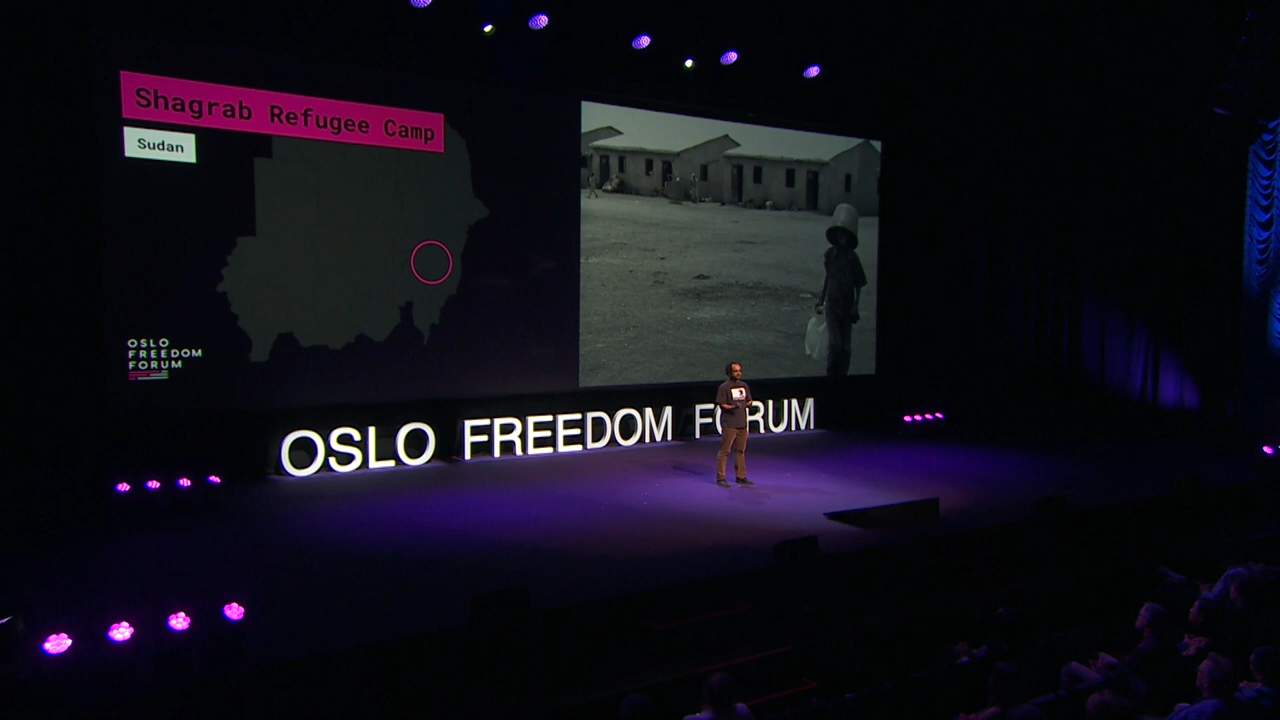 Shagrab Refugee Camp
Sudan
OSLO
FREEDOM
FORUM
OSLO FREEDOM FORUM